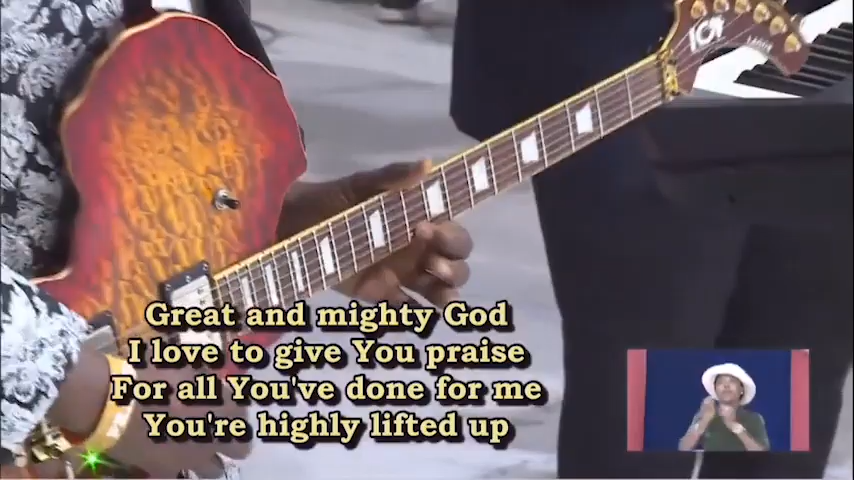 Great and mighty God
I love to give You praise
For all You've done for me
You're highly lifted up